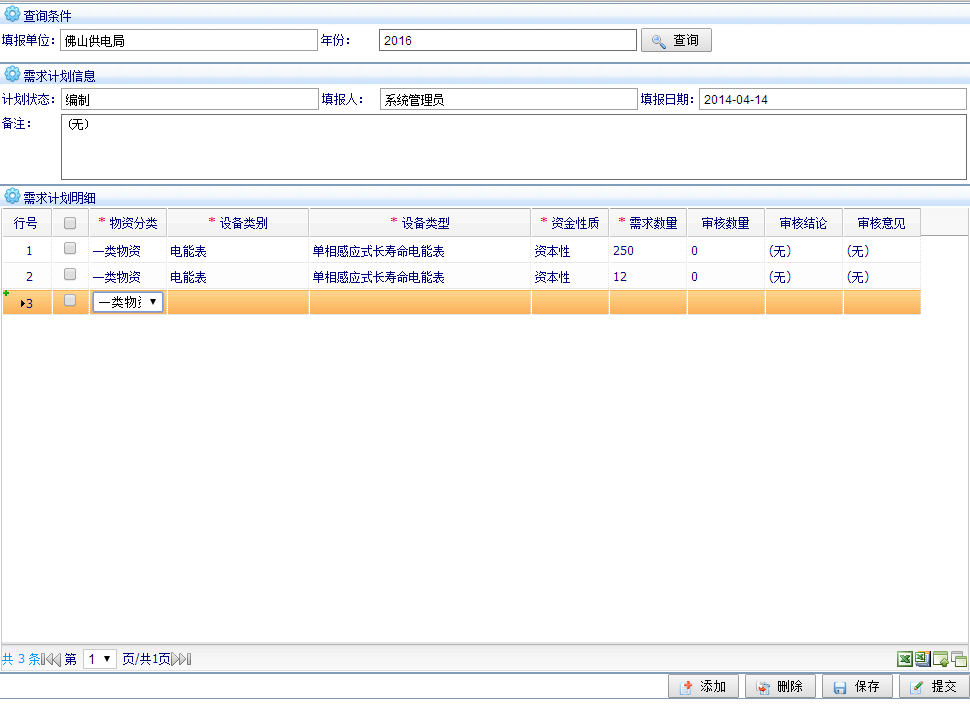 查询条件
填报单位: 佛山供电局 年份: 2016 查询
需求计划信息
计划状态: 编制 填报人: 系统管理员 填报日期: 2014-04-14
备注: (无)
需求计划明细
行号 * 物资分类 * 设备类别 * 设备类型 * 资金性质 * 需求数量 审核数量 审核结论 审核意见
1 一类物资 电能表 单相感应式长寿命电能表 资本性 250 0 (无) (无)
2 一类物资 电能表 单相感应式长寿命电能表 资本性 12 0 (无) (无)
3 一类物
共 3 条 第 1 页/共1页
添加 删除 保存 提交